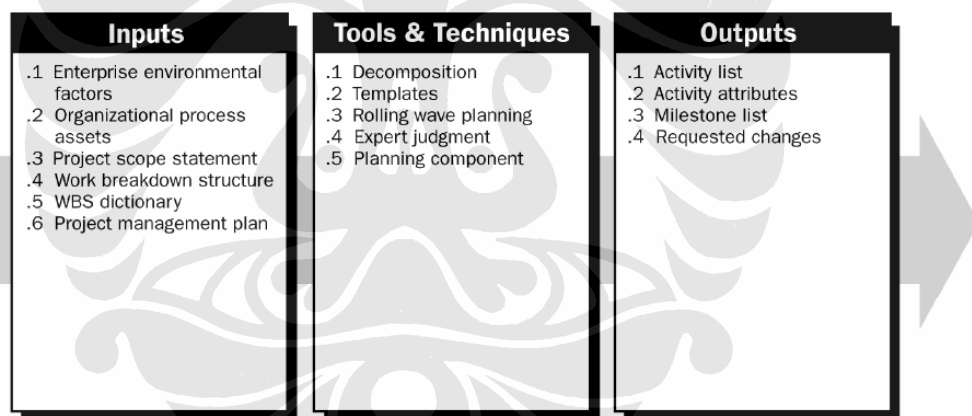 Inputs
.1 Enterprise environmental
factors
.2 Organizational process
assets
.3 Project scope statement
.4 Work breakdown structure
.5 WBS dictionary
.6 Project management plan
Tools & Techniques
.1 Decomposition
.2 Templates
.3 Rolling wave planning
.4 Expert judgment
.5 Planning component
Outputs
.1 Activity list
.2 Activity attributes
.3 Milestone list
.4 Requested changes